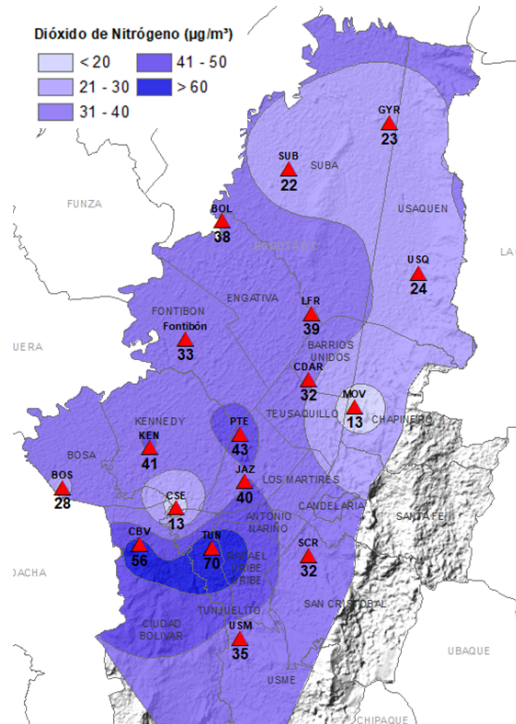 Dióxido de Nitrógeno (µg/m³)
< 20
41 - 50
21 - 30
> 60
31 - 40
GYR
23
SUB
22
SUBA
FUNZA
USAQUEN
BOL
38
USQ
24
ENGATIVA
LFR
39
FONTIBON
Fontibón
33
BARRIOS
UNIDOS
CDAR
32
MOV
13
TEUSAQUILLO
CHAPINERO
KENNEDY
KEN
41
PTE
43
BOSA
BOS
28
JAZ
40
LOS MARTIRES
CSE
13
CANDELARIA
SANTA FE
ANTONIO
NARIÑO
CBV
56
TUN
70
RAFAEL
URIBE
URIBE
SCR
32
SAN CRISTOBAL
TUNJUELITO
CIUDAD
BOLIVAR
USM
35
UBAQUE
USME
CHIPAQUE